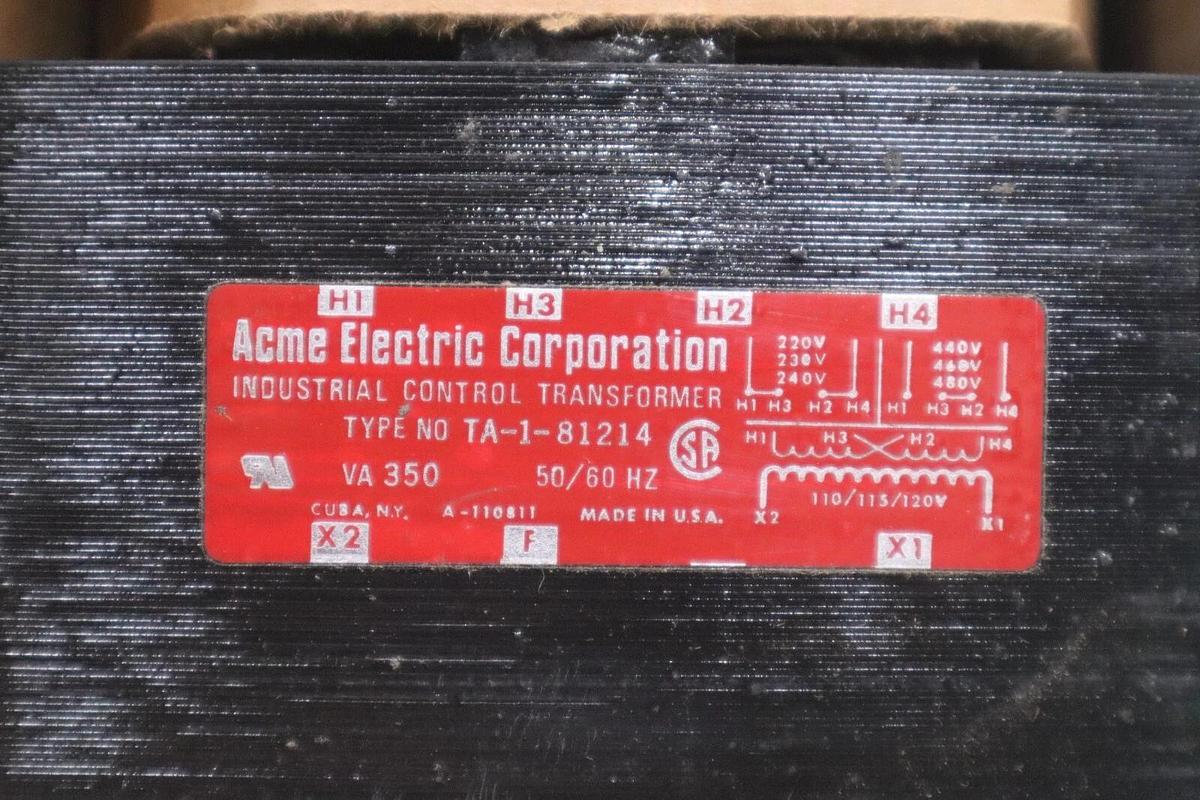 H1 H3 H2 H4
Acme Electric Corporation
INDUSTRIAL CONTROL TRANSFORMER
TYPE NO TA-1-81214
SA
VA 350 50/60 HZ
CUBA, N.Y. A-110811 MADE IN U.S.A.
220V
230V
240V
H1 H3 H2 H4
440V
460V
480V
H1 H3 H2 H4
H1 H3 H2 H4
110/115/120V
X2 X1
X2 F X1